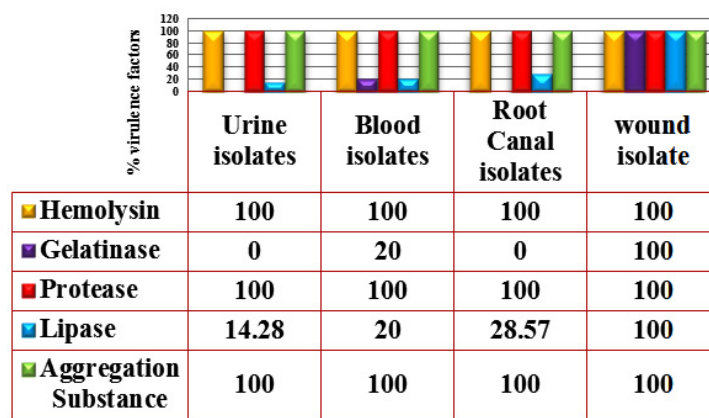 120
100
80
60
40
20
0
% virulence factors
Urine
isolates
Blood
isolates
Root
Canal
isolates
wound
isolate
Hemolysin 100 100 100 100
Gelatinase 0 20 0 100
Protease 100 100 100 100
Lipase 14.28 20 28.57 100
Aggregation
Substance 100 100 100 100